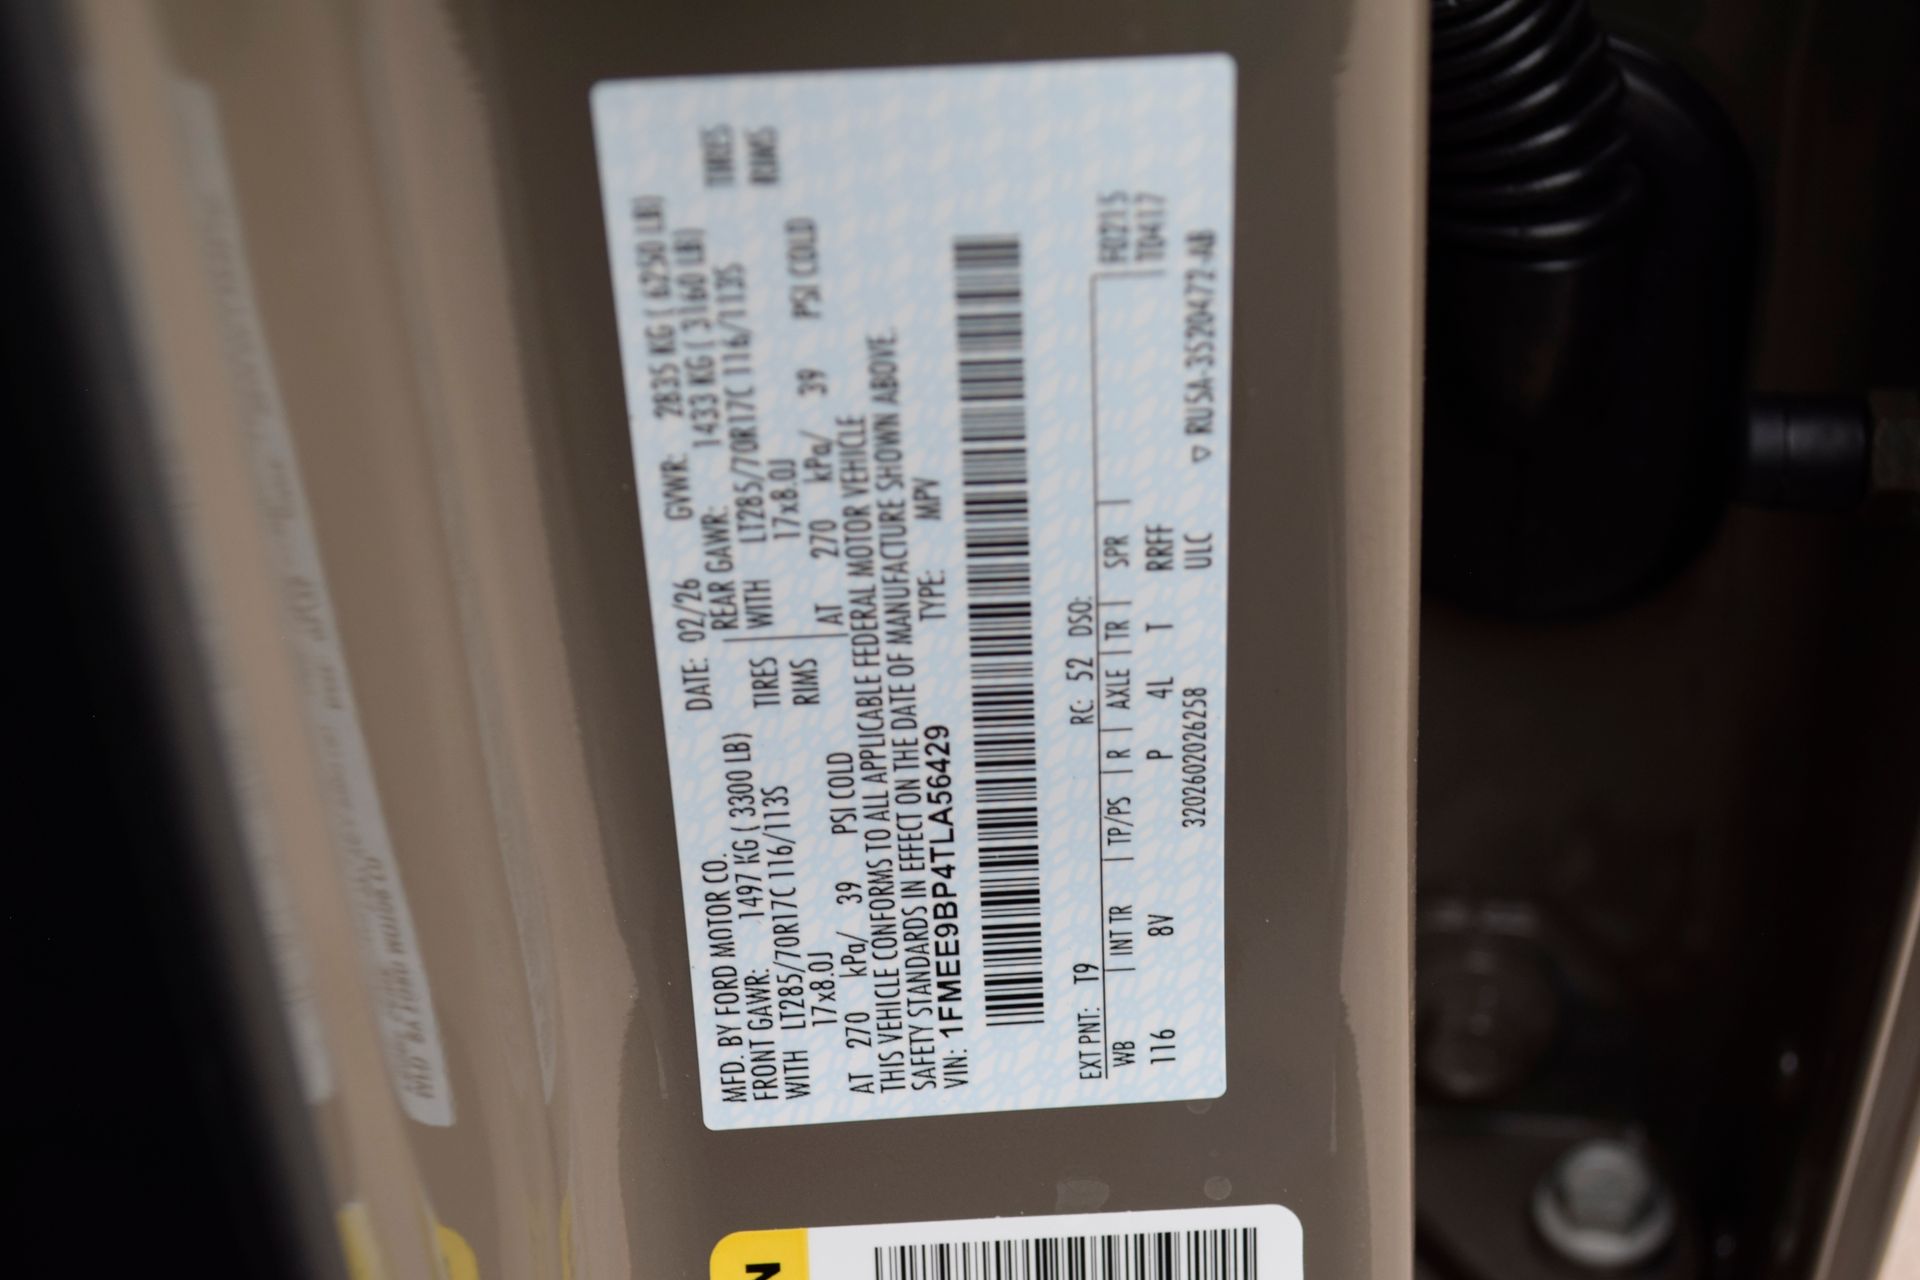 MFD. BY FORD MOTOR CO. DATE: 02/26 GVWR: 2835 KG ( 6250 LB)
FRONT GAWR: 1497 KG ( 3300 LB) REAR GAWR: 1433 KG ( 3160 LB)
WITH LT285/70R17C 116/113S TIRES WITH LT285/70R17C 116/113S TIRES
17x8.0J RIMS 17x8.0J RIMS
AT 270 kPa/ 39 PSI COLD AT 270 kPa/ 39 PSI COLD
THIS VEHICLE CONFORMS TO ALL APPLICABLE FEDERAL MOTOR VEHICLE
SAFETY STANDARDS IN EFFECT ON THE DATE OF MANUFACTURE SHOWN ABOVE.
VIN: 1FMEE9BP4TLA56429 TYPE: MPV
EXT PNT: T9 RC: 52 DSO: F0215
WB INT TR TP/PS R AXLE TR SPR T0417
116 8V P 4L T RRFF
320260202625B ULC ▽ RUSA-3520472-AB
N